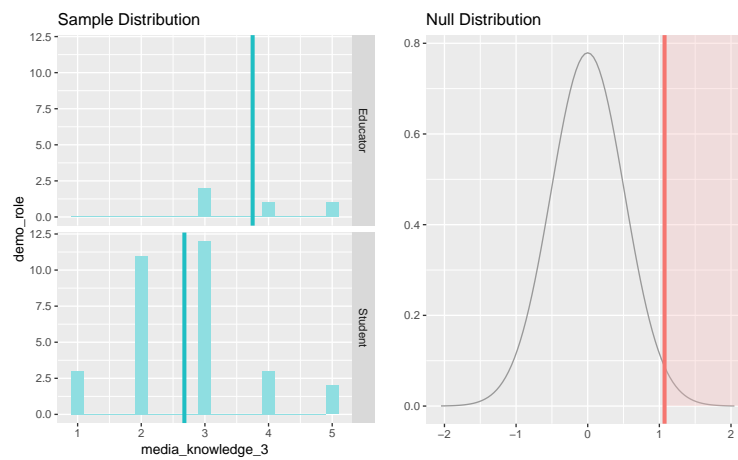 Sample Distribution
12.5
10.0
7.5
5.0
2.5
0.0
Educator
12.5
10.0
7.5
5.0
2.5
0.0
Student
demo_role
1 2 3 4 5
media_knowledge_3
Null Distribution
0.8
0.6
0.4
0.2
0.0
−2 −1 0 1 2